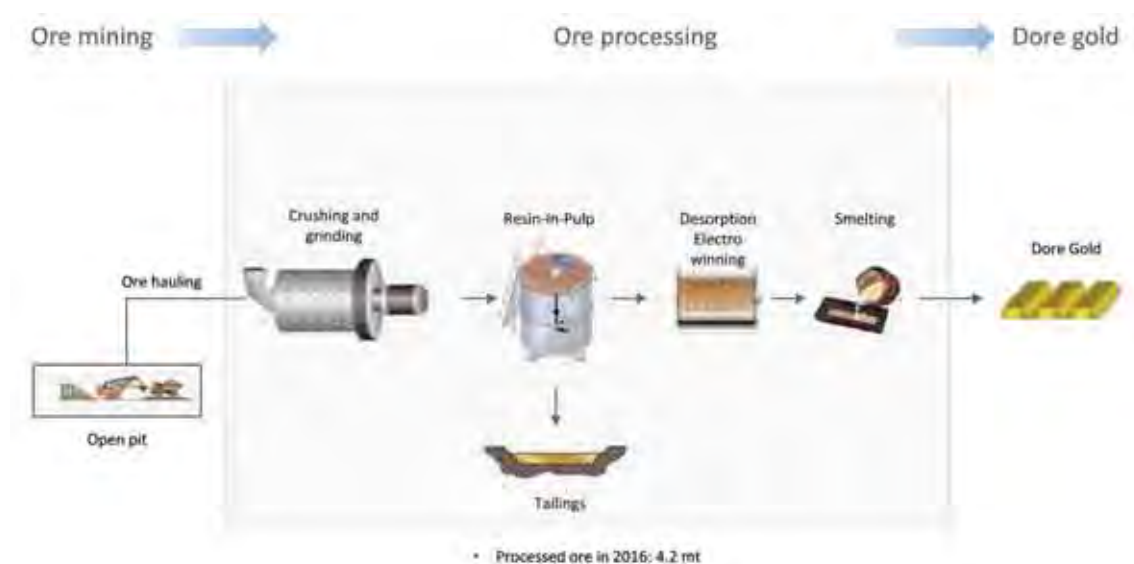 Ore mining
Ore processing
Dore gold
Crushing and
grinding
Resin-In-Pulp
Desorption
Electro
winning
Smelting
Dore Gold
Ore hauling
Open pit
Tailings
• Processed ore in 2016: 4.2 mt